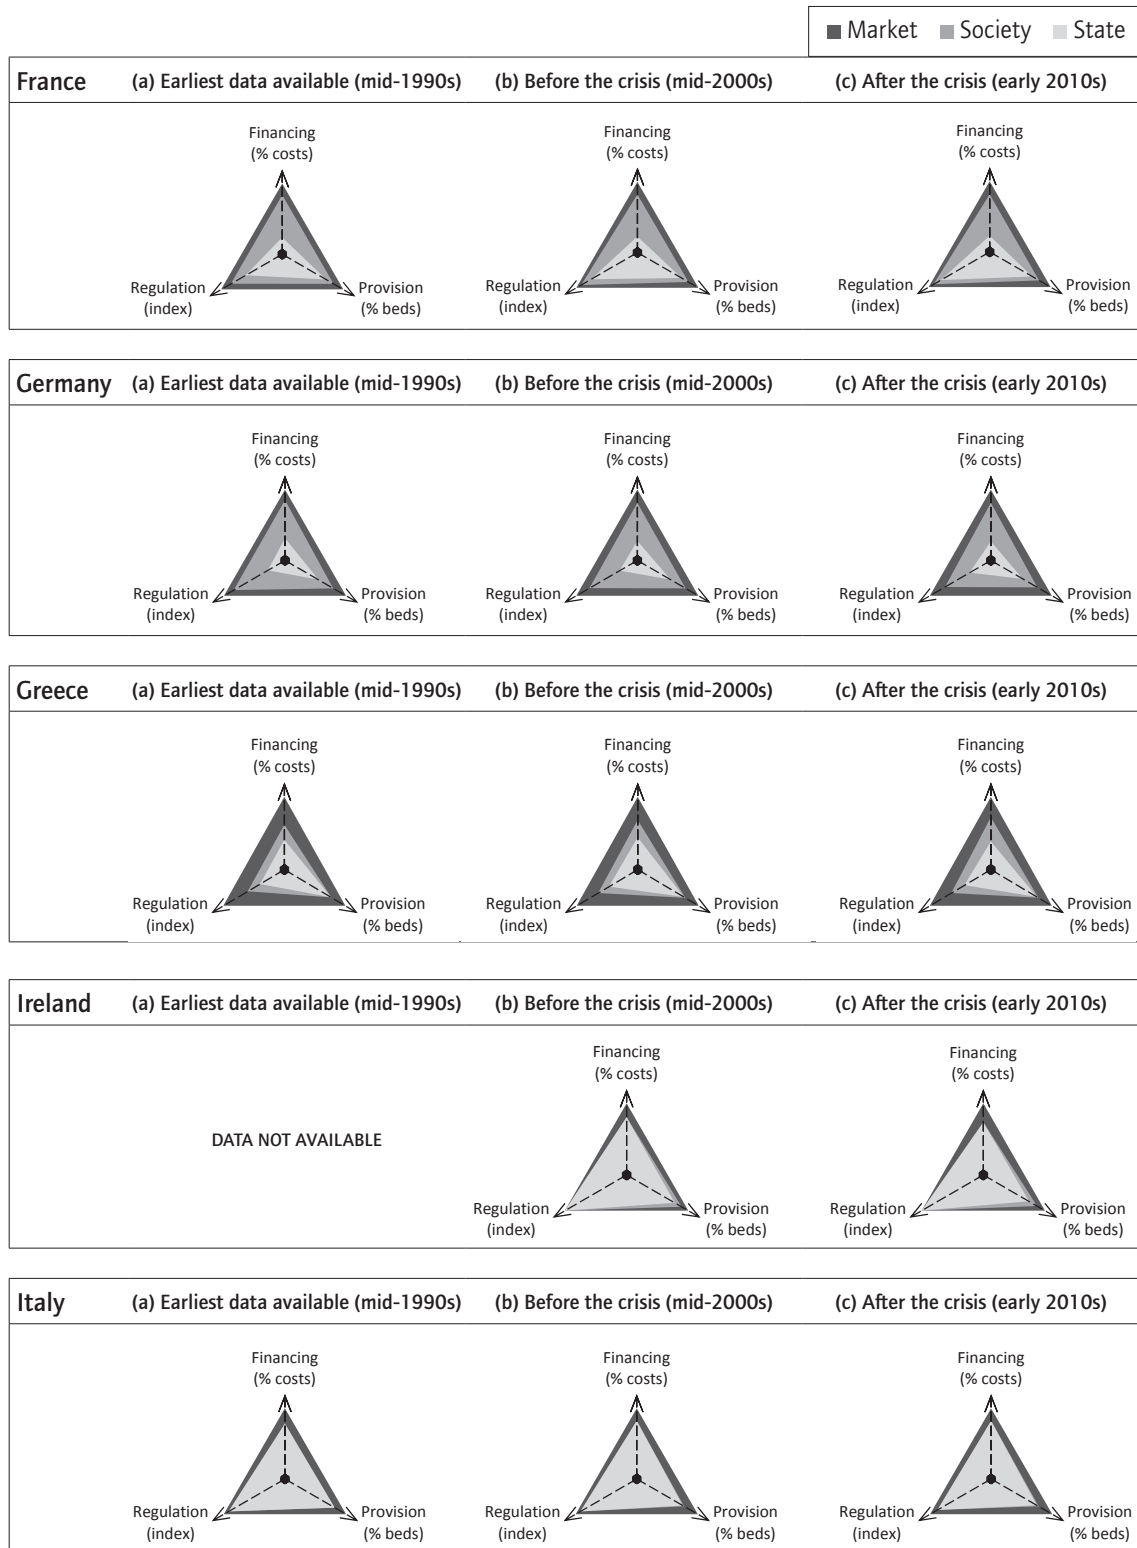 Market Society State
France (a) Earliest data available (mid-1990s) (b) Before the crisis (mid-2000s) (c) After the crisis (early 2010s)
Financing Financing Financing
(% costs) (% costs) (% costs)
Regulation Provision Regulation Provision Regulation Provision
(index) (% beds) (index) (% beds) (index) (% beds)
Germany (a) Earliest data available (mid-1990s) (b) Before the crisis (mid-2000s) (c) After the crisis (early 2010s)
Financing Financing Financing
(% costs) (% costs) (% costs)
Regulation Provision Regulation Provision Regulation Provision
(index) (% beds) (index) (% beds) (index) (% beds)
Greece (a) Earliest data available (mid-1990s) (b) Before the crisis (mid-2000s) (c) After the crisis (early 2010s)
Financing Financing Financing
(% costs) (% costs) (% costs)
Regulation Provision Regulation Provision Regulation Provision
(index) (% beds) (index) (% beds) (index) (% beds)
Ireland (a) Earliest data available (mid-1990s) (b) Before the crisis (mid-2000s) (c) After the crisis (early 2010s)
Financing Financing
(% costs) (% costs)
DATA NOT AVAILABLE
Regulation Provision Regulation Provision
(index) (% beds) (index) (% beds)
Italy (a) Earliest data available (mid-1990s) (b) Before the crisis (mid-2000s) (c) After the crisis (early 2010s)
Financing Financing Financing
(% costs) (% costs) (% costs)
Regulation Provision Regulation Provision Regulation Provision
(index) (% beds) (index) (% beds) (index) (% beds)